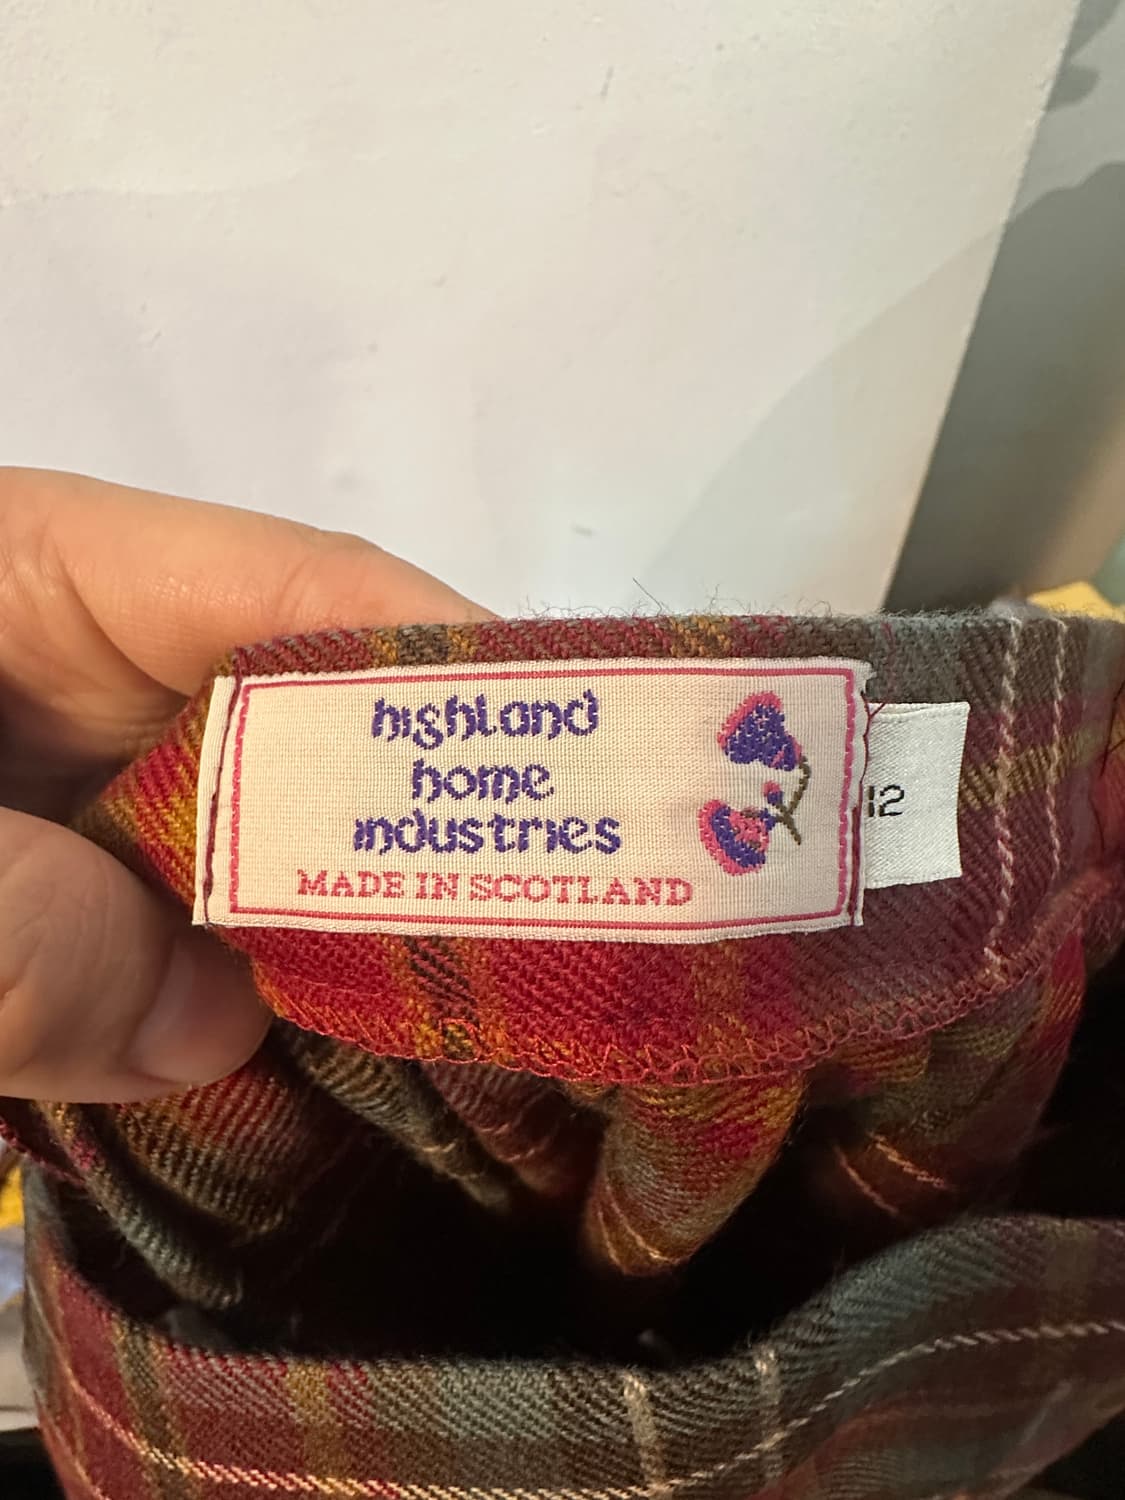 highland
home
industries
MADE IN SCOTLAND
12